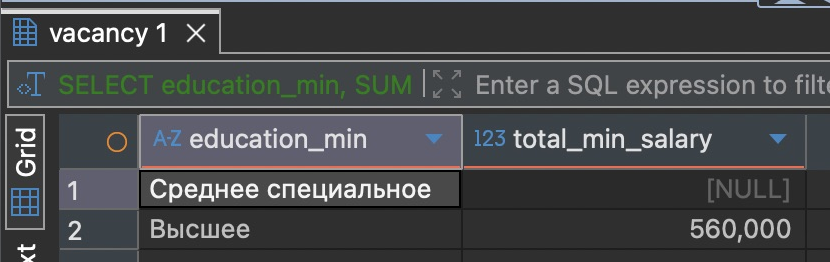 vacancy 1
SELECT education_min, SUM Enter a SQL expression to filte
Grid
A-Z education_min 123 total_min_salary
1 Среднее специальное [NULL]
2 Высшее 560,000
xt